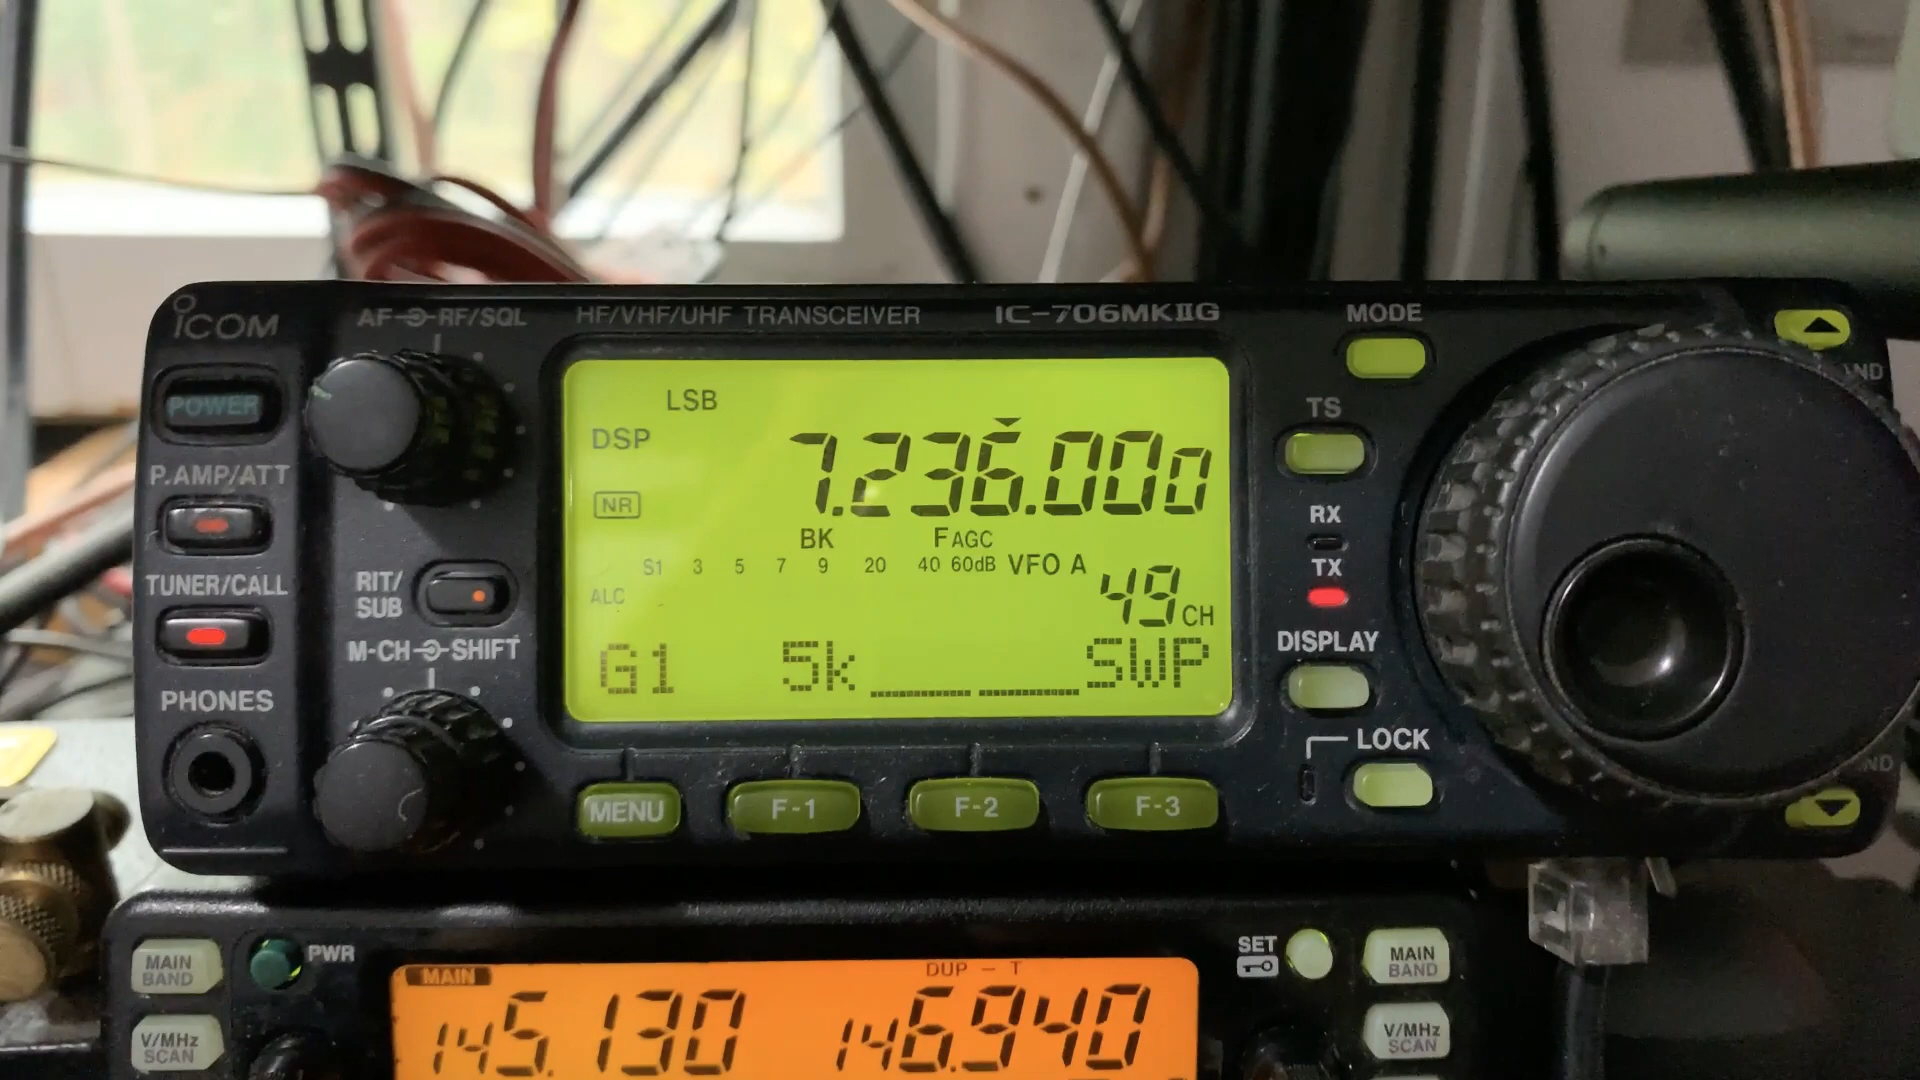 ICOM
AF RF/SQL
HF/VHF/UHF TRANSCEIVER
IC-706MKIIG
MODE
POWER
LSB
TS
DSP
7.236.000
P.AMP/ATT
NR
RX
BK
FAGC
S1 3 5 7 9 20 40 60dB VFO A
TX
TUNER/CALL
RIT/
SUB
ALC
49CH
DISPLAY
M-CH SHIFT
G1 5k SWP
PHONES
LOCK
MENU
F-1
F-2
F-3
MAIN
BAND
PWR
MAIN
DUP - T
SET
MAIN
BAND
145.130
146.940
V/MHz
SCAN
V/MHz
SCAN